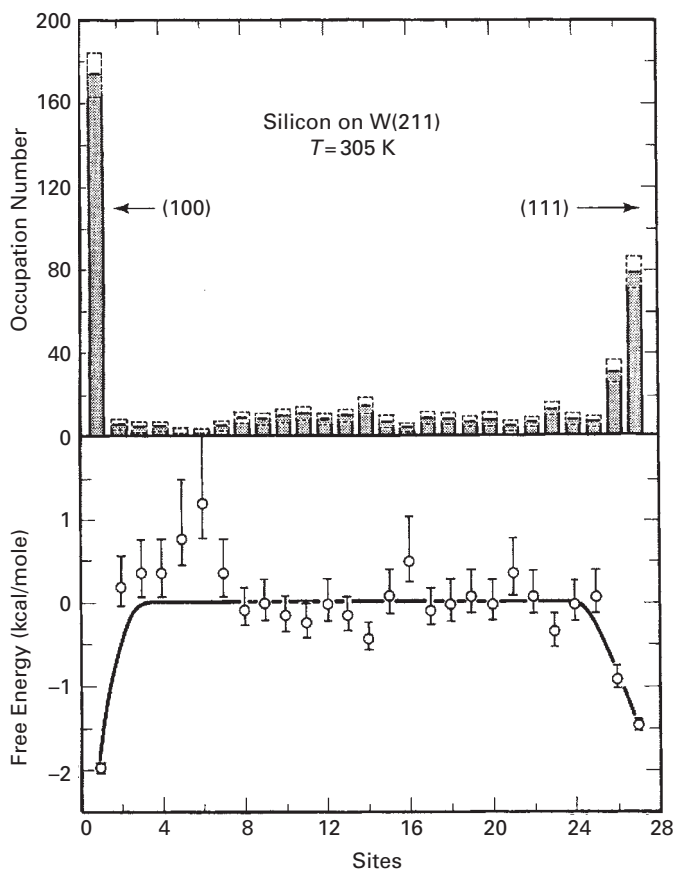 200
160
120
80
40
0
Occupation Number
Silicon on W(211)
T = 305 K
(100)
(111)
1
0
−1
−2
Free Energy (kcal/mole)
0 4 8 12 16 20 24 28
Sites